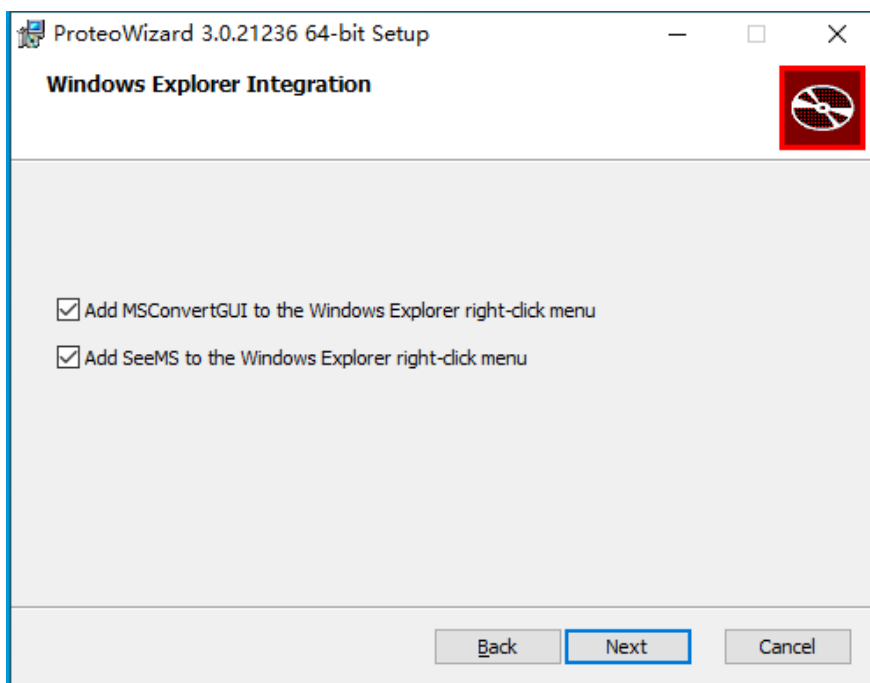 ProteoWizard 3.0.21236 64-bit Setup
Windows Explorer Integration
Add MSConvertGUI to the Windows Explorer right-click menu
Add SeeMS to the Windows Explorer right-click menu
Back Next Cancel